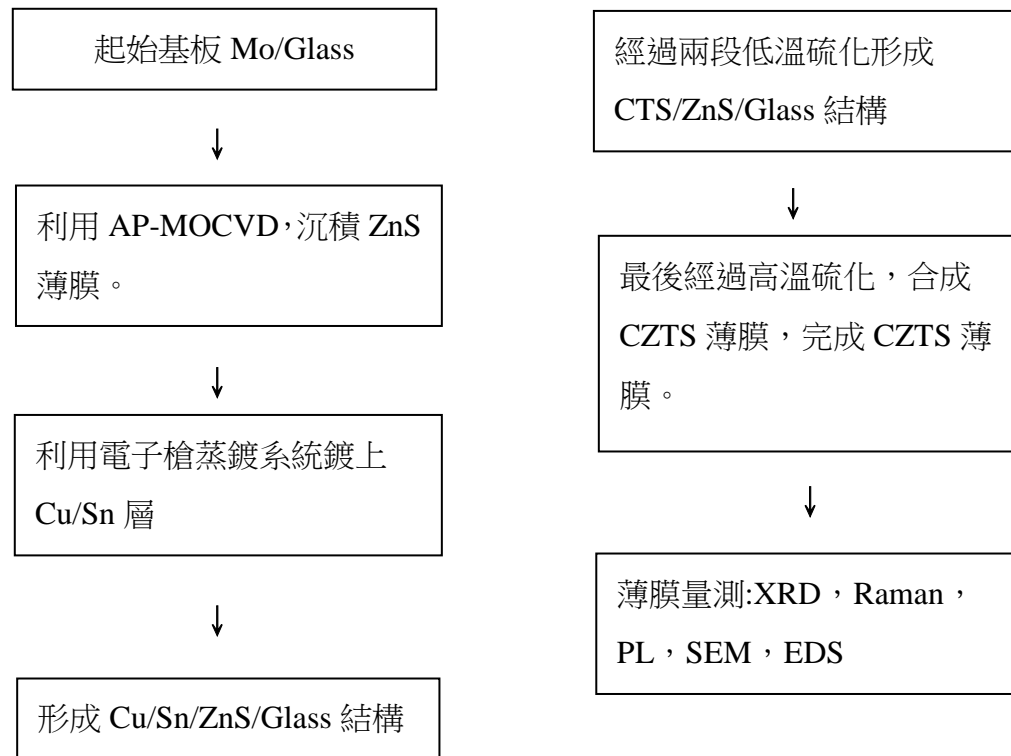 起始基板 Mo/Glass
利用 AP-MOCVD，沉積 ZnS
薄膜。
利用電子槍蒸鍍系統鍍上
Cu/Sn 層
形成 Cu/Sn/ZnS/Glass 結構
經過兩段低溫硫化形成
CTS/ZnS/Glass 結構
最後經過高溫硫化，合成
CZTS 薄膜，完成 CZTS 薄
膜。
薄膜量測:XRD，Raman，
PL，SEM，EDS